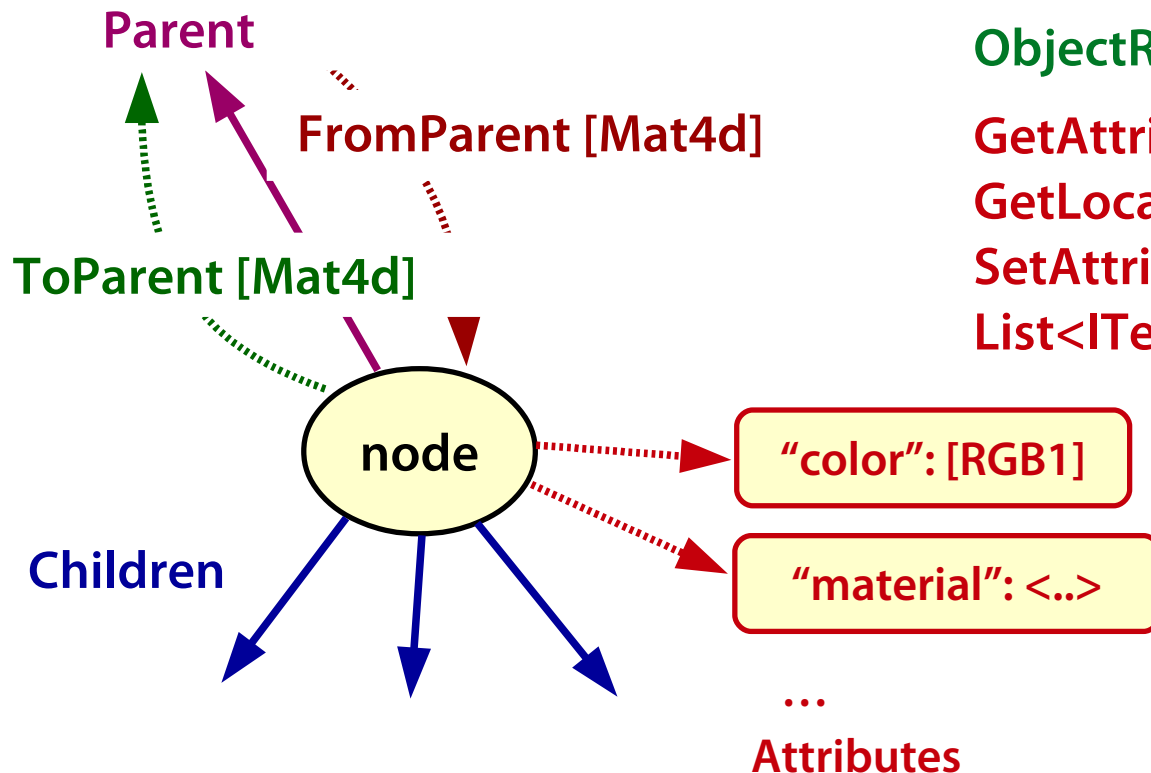 Parent
FromParent [Mat4d]
ToParent [Mat4d]
node
Children
“color”: [RGB1]
“material”: <..>
...
Attributes